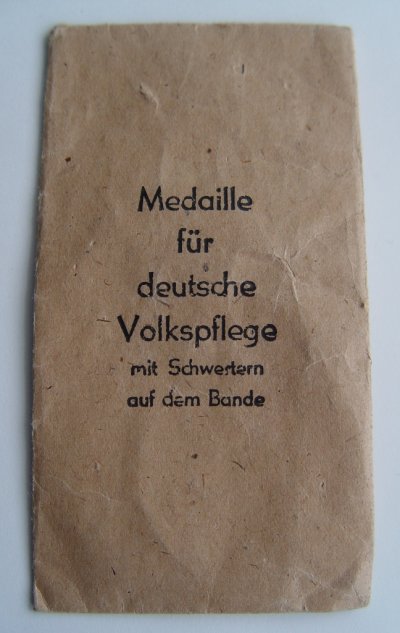 Medaille
für
deutsche
Volkspflege
mit Schwertern
auf dem Bande